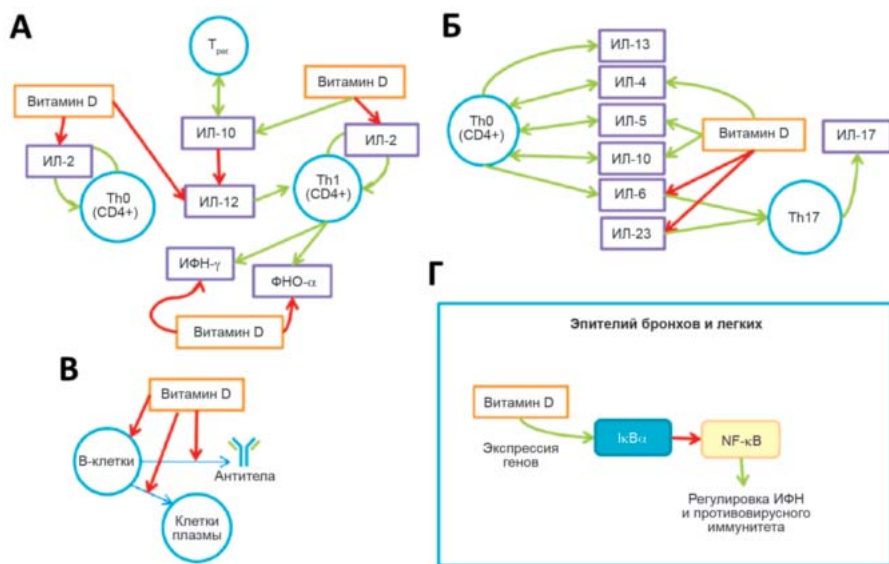 А
Т рег
Витамин D
Витамин D
ИЛ-10
ИЛ-2
ИЛ-2
Th0
(CD4+)
ИЛ-12
Th1
(CD4+)
ИФН-γ
ФНО-α
Витамин D
Б
ИЛ-13
ИЛ-4
Th0
(CD4+)
ИЛ-5
Витамин D
ИЛ-17
ИЛ-10
ИЛ-6
ИЛ-23
Th17
В
Витамин D
В-клетки
Антитела
Клетки
плазмы
Г
Эпителий бронхов и легких
Витамин D
Экспрессия
генов
IκBα
NF-κB
Регулировка ИФН
и противовирусного
иммунитета